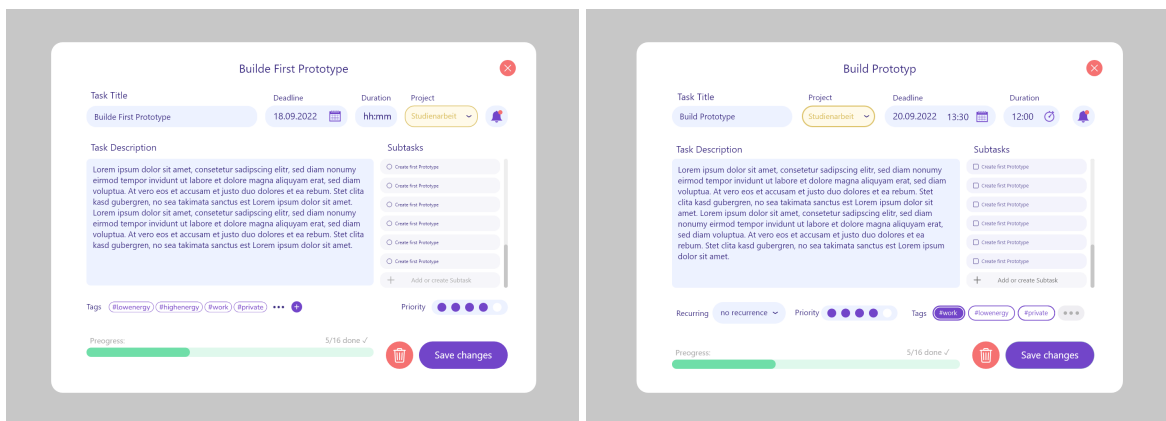 Builde First Prototype
Task Title
Deadline
Duration
Project
Builde First Prototype
18.09.2022
hh:mm
Studienarbeit
Task Description
Subtasks
Lorem ipsum dolor sit amet, consetetur sadipscing elitr, sed diam nonumy
eirmod tempor invidunt ut labore et dolore magna aliquyam erat, sed diam
voluptua. At vero eos et accusam et justo duo dolores et ea rebum. Stet clita
kasd gubergren, no sea takimata sanctus est Lorem ipsum dolor sit amet.
Lorem ipsum dolor sit amet, consetetur sadipscing elitr, sed diam nonumy
eirmod tempor invidunt ut labore et dolore magna aliquyam erat, sed diam
voluptua. At vero eos et accusam et justo duo dolores et ea rebum. Stet clita
kasd gubergren, no sea takimata sanctus est Lorem ipsum dolor sit amet.
Create first Prototype
Create first Prototype
Create first Prototype
Create first Prototype
Create first Prototype
Create first Prototype
+ Add or create Subtask
Tags #lowenergy #highenergy #work #private ••• +
Priority
Preogress:
5/16 done ✓
Save changes
Build Prototyp
Task Title
Project
Deadline
Duration
Build Prototype
Studienarbeit
20.09.2022 13:30
12:00
Task Description
Subtasks
Lorem ipsum dolor sit amet, consetetur sadipscing elitr, sed diam nonumy
eirmod tempor invidunt ut labore et dolore magna aliquyam erat, sed diam
voluptua. At vero eos et accusam et justo duo dolores et ea rebum. Stet
clita kasd gubergren, no sea takimata sanctus est Lorem ipsum dolor sit
amet. Lorem ipsum dolor sit amet, consetetur sadipscing elitr, sed diam
nonumy eirmod tempor invidunt ut labore et dolore magna aliquyam erat,
sed diam voluptua. At vero eos et accusam et justo duo dolores et ea
rebum. Stet clita kasd gubergren, no sea takimata sanctus est Lorem ipsum
dolor sit amet.
Create first Prototype
Create first Prototype
Create first Prototype
Create first Prototype
Create first Prototype
Create first Prototype
+ Add or create Subtask
Recurring no recurrence
Priority
Tags #work #lowenergy #private •••
Preogress:
5/16 done ✓
Save changes